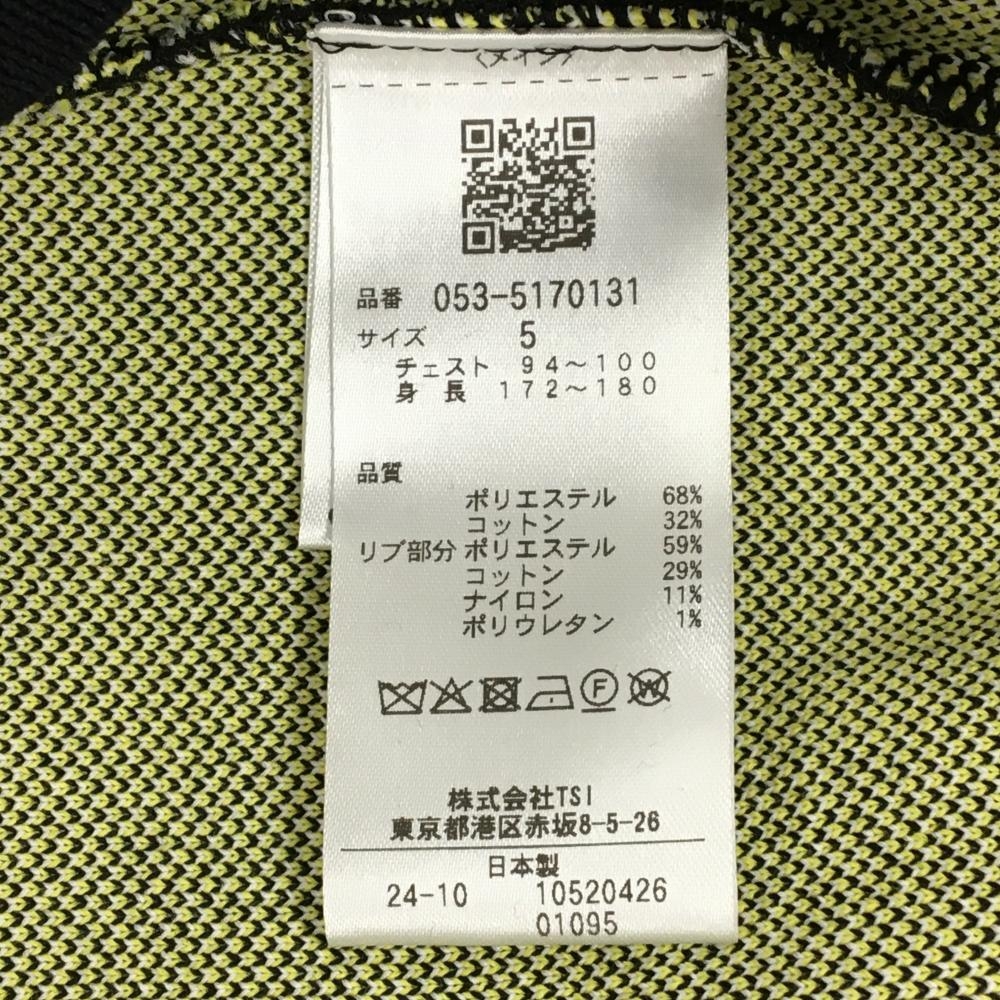 〈メイン〉
品番 053-5170131
サイズ 5
チェスト 94～100
身長 172～180
品質
ポリエステル 68%
コットン 32%
リブ部分 ポリエステル 59%
コットン 29%
ナイロン 11%
ポリウレタン 1%
F W
株式会社TSI
東京都港区赤坂8-5-26
日本製
24-10 10520426
01095